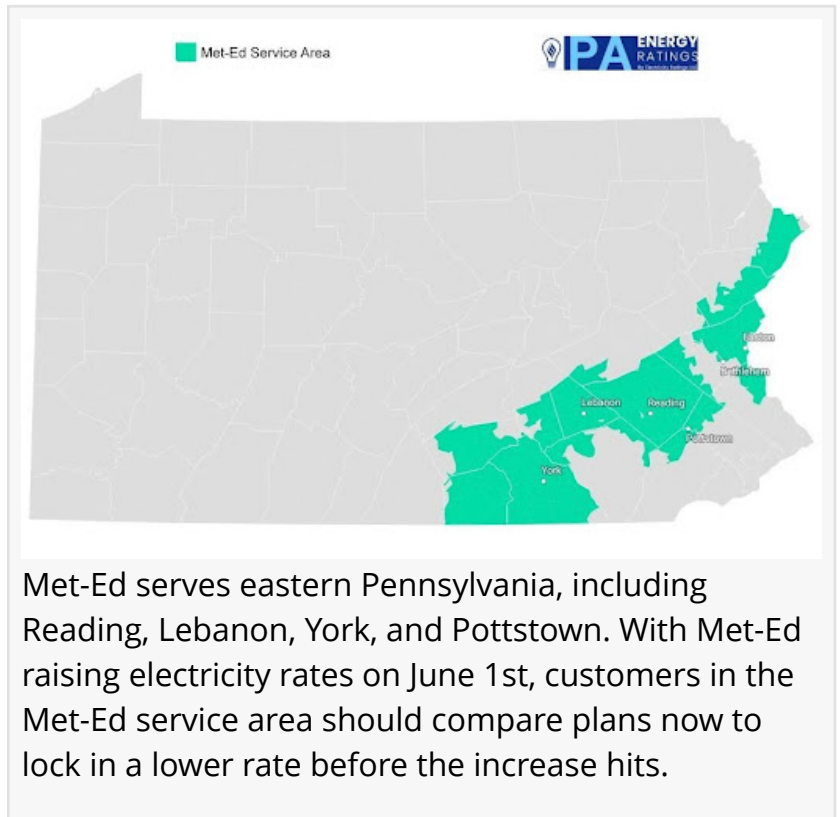 Met-Ed Service Area
PA ENERGY
RATINGS
Easton
Bethlehem
Lebanon
Reading
Pottstown
York
Met-Ed serves eastern Pennsylvania, including
Reading, Lebanon, York, and Pottstown. With Met-Ed
raising electricity rates on June 1st, customers in the
Met-Ed service area should compare plans now to
lock in a lower rate before the increase hits.